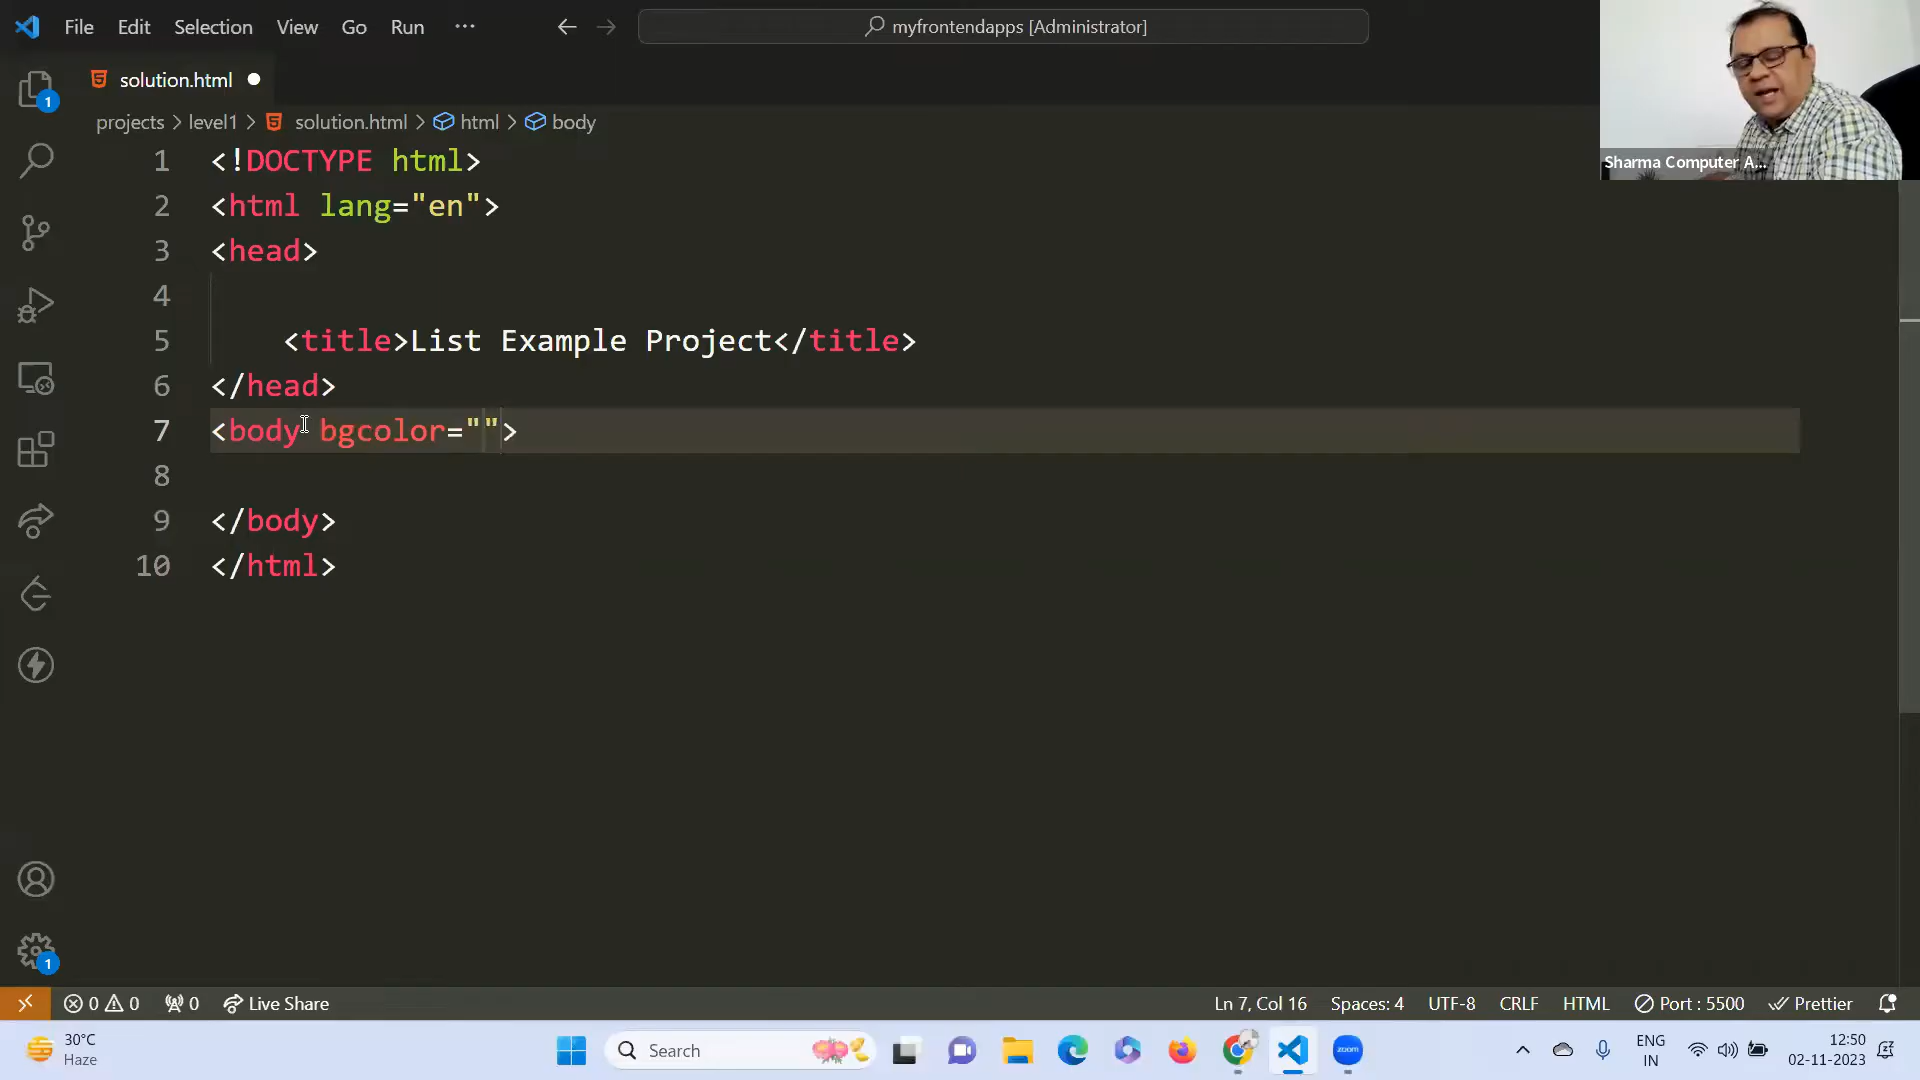 File Edit Selection View Go Run ··· myfrontendapps [Administrator]
solution.html
1
projects > level1 > solution.html > html > body
Sharma Computer A...
1 <!DOCTYPE html>
2 <html lang="en">
3 <head>
4
5 <title>List Example Project</title>
6 </head>
7 <body bgcolor="">
8
9 </body>
10 </html>
1
0 0 0 Live Share Ln 7, Col 16 Spaces: 4 UTF-8 CRLF HTML Port : 5500 Prettier
30°C
Haze
Search
zoom
ENG
IN
12:50
02-11-2023